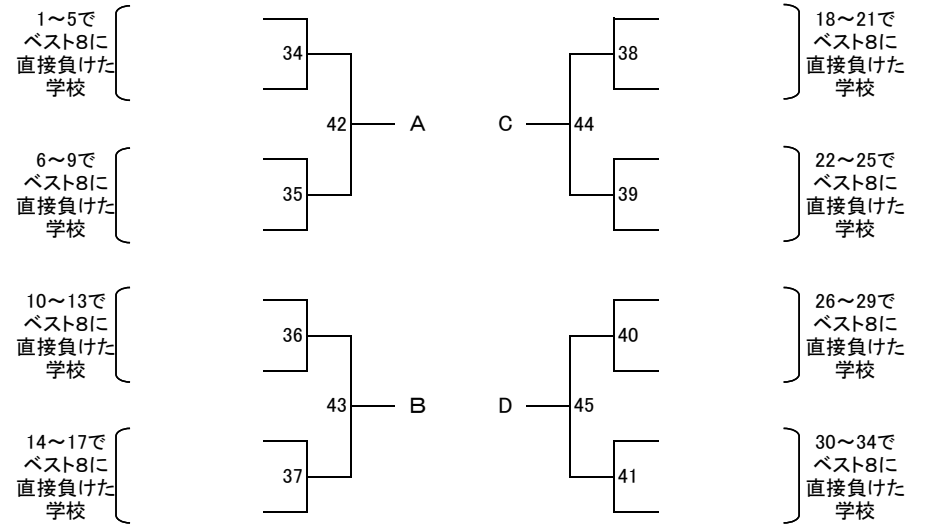 1～5で
ベスト8に
直接負けた
学校
34
42
A
6～9で
ベスト8に
直接負けた
学校
35
10～13で
ベスト8に
直接負けた
学校
36
43
B
14～17で
ベスト8に
直接負けた
学校
37
18～21で
ベスト8に
直接負けた
学校
38
C
44
22～25で
ベスト8に
直接負けた
学校
39
26～29で
ベスト8に
直接負けた
学校
40
D
45
30～34で
ベスト8に
直接負けた
学校
41